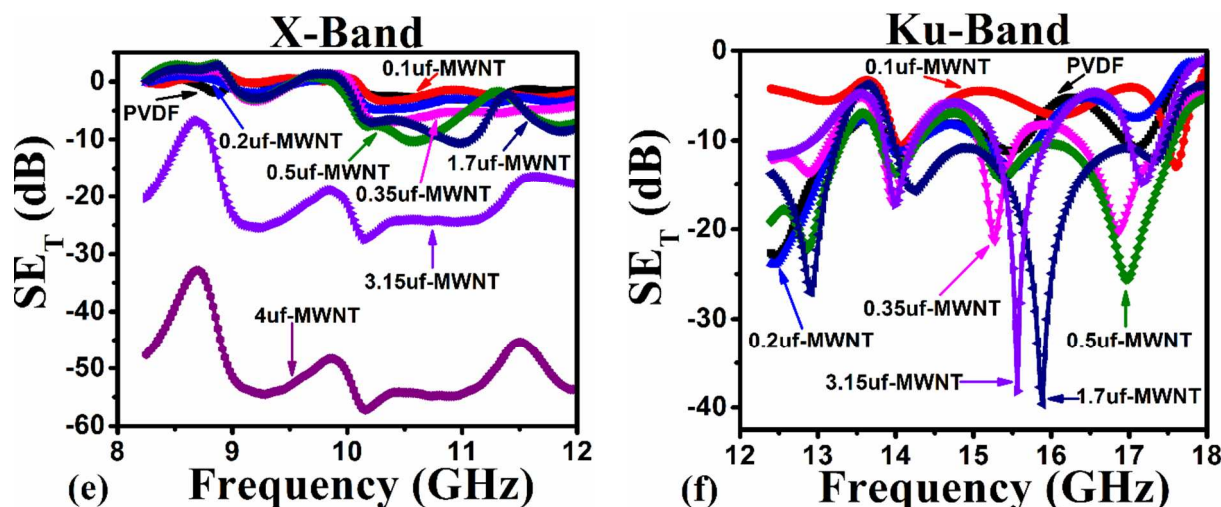 X-Band
0
-10
-20
-30
-40
-50
-60
SE_T (dB)
0.1uf-MWNT
PVDF
0.2uf-MWNT
0.5uf-MWNT
1.7uf-MWNT
0.35uf-MWNT
3.15uf-MWNT
4uf-MWNT
8
9
10
11
12
(e) Frequency (GHz)
Ku-Band
0
-10
-20
-30
-40
SE_T (dB)
0.1uf-MWNT
PVDF
0.35uf-MWNT
0.2uf-MWNT
0.5uf-MWNT
3.15uf-MWNT
1.7uf-MWNT
12
13
14
15
16
17
18
(f) Frequency (GHz)